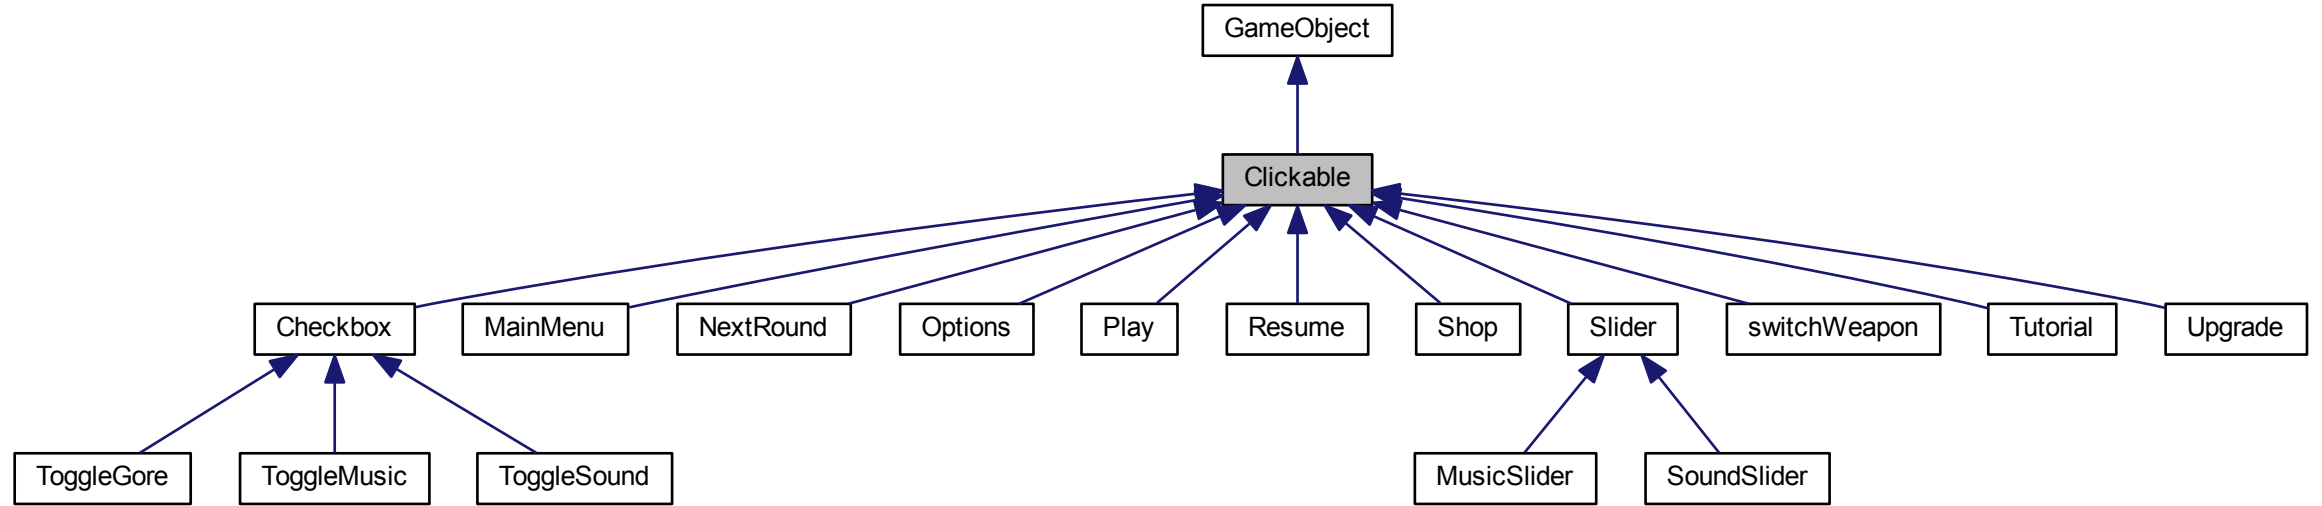 GameObject
Clickable
Checkbox
MainMenu
NextRound
Options
Play
Resume
Shop
Slider
switchWeapon
Tutorial
Upgrade
ToggleGore
ToggleMusic
ToggleSound
MusicSlider
SoundSlider